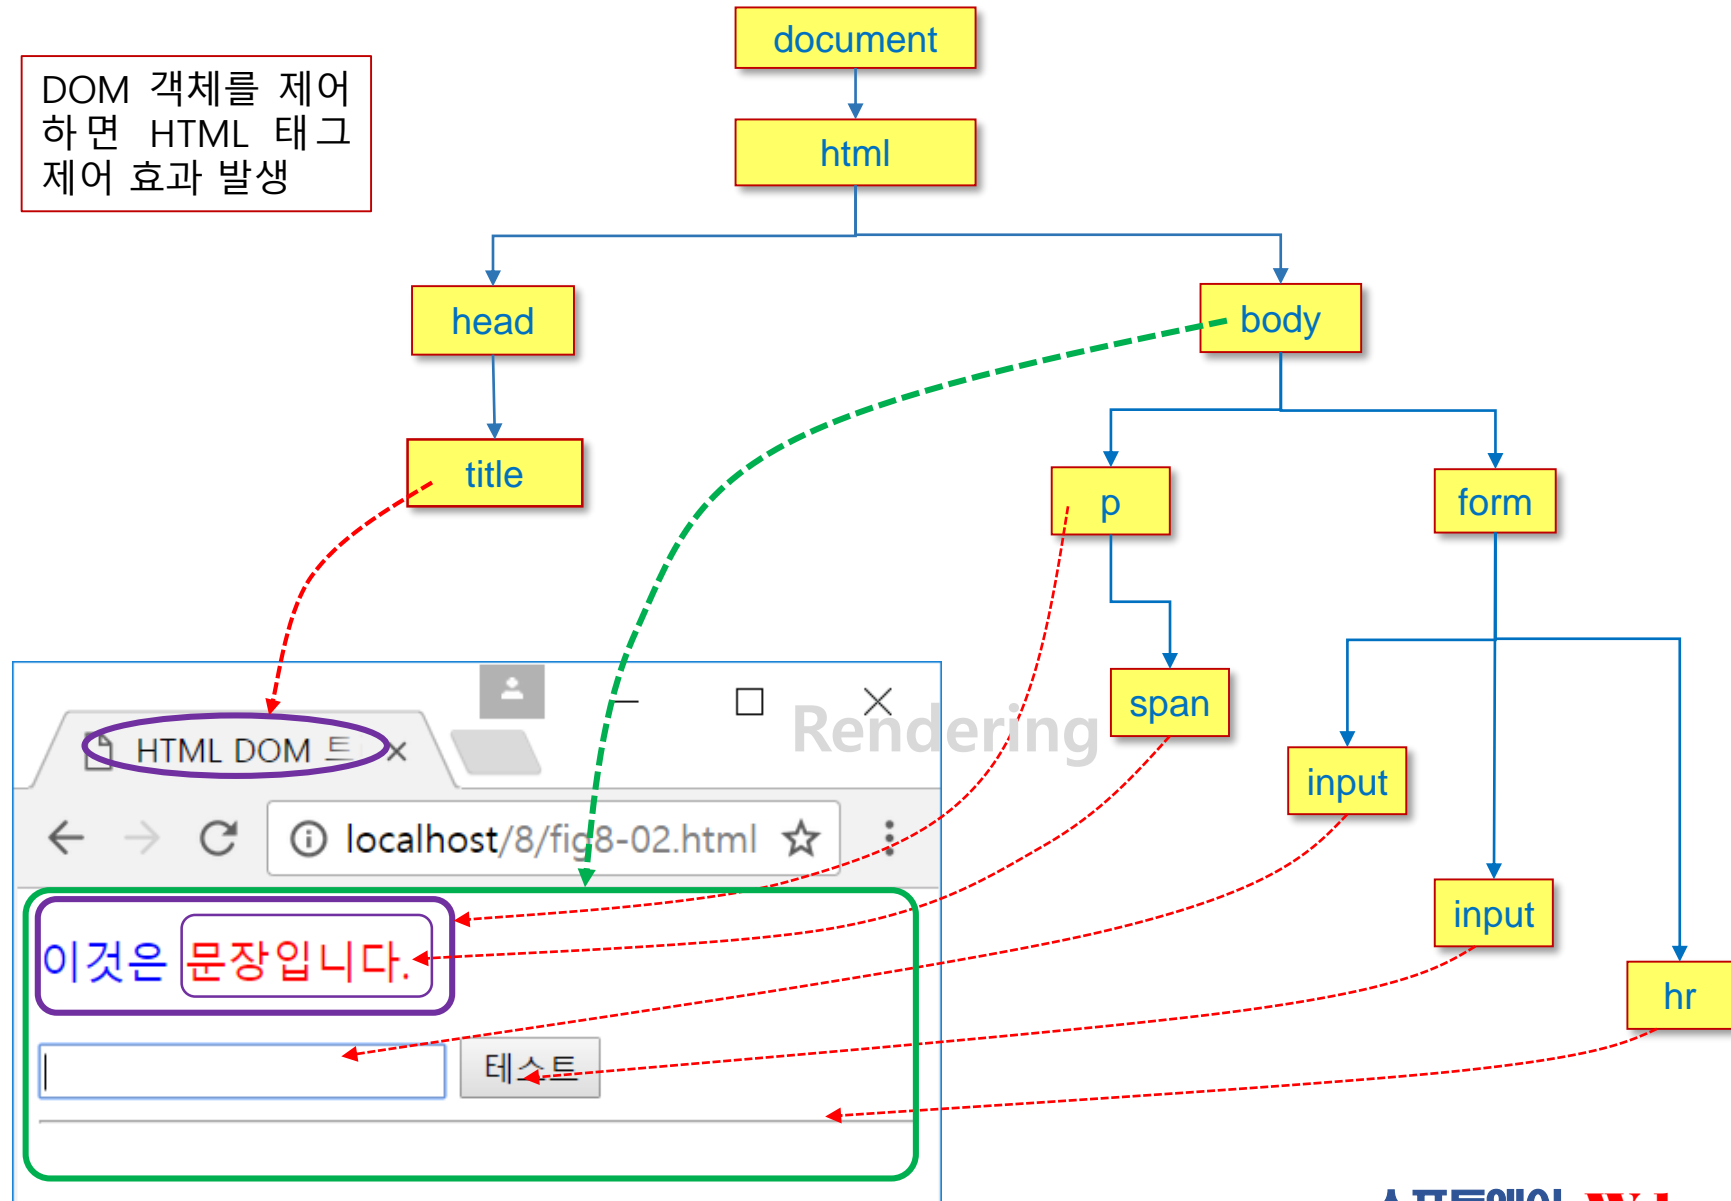 document
DOM 객체를 제어
하면 HTML 태그
제어 효과 발생
html
head
body
title
p
form
span
Rendering
HTML DOM 트
input
localhost/8/fig8-02.html
input
이것은 문장입니다.
hr
테스트